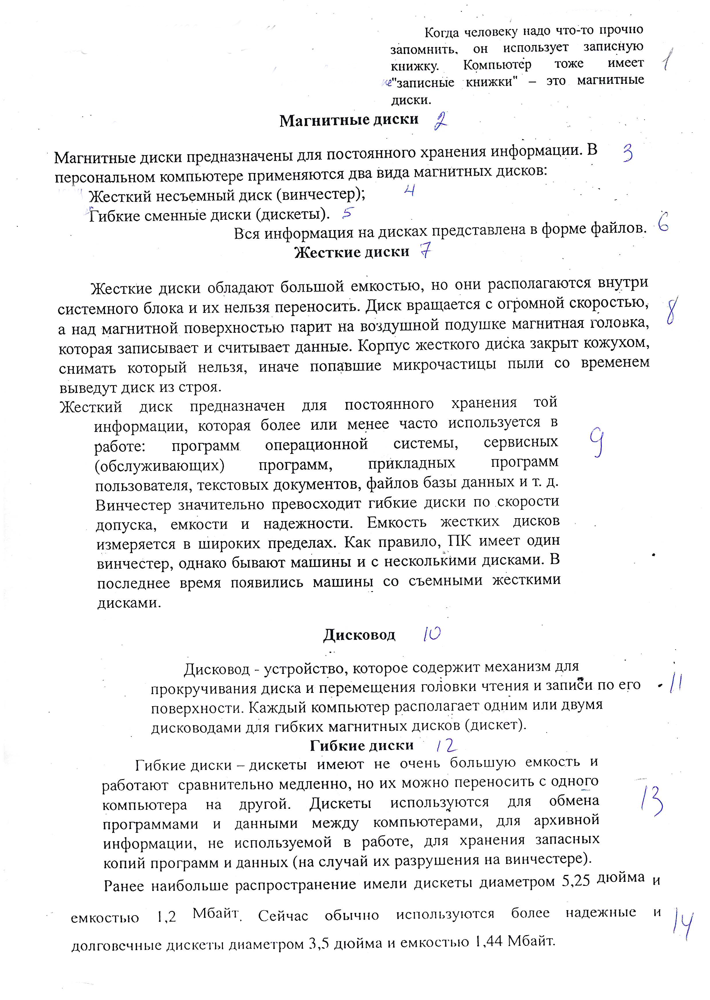 Когда человеку надо что-то прочно
запомнить, он использует записную
книжку. Компьютер тоже имеет 1
"записные книжки" – это магнитные
диски.
Магнитные диски 2
Магнитные диски предназначены для постоянного хранения информации. В 3
персональном компьютере применяются два вида магнитных дисков:
Жесткий несъемный диск (винчестер); 4
Гибкие сменные диски (дискеты). 5
Вся информация на дисках представлена в форме файлов. 6
Жесткие диски 7
Жесткие диски обладают большой емкостью, но они располагаются внутри
системного блока и их нельзя переносить. Диск вращается с огромной скоростью, 8
а над магнитной поверхностью парит на воздушной подушке магнитная головка,
которая записывает и считывает данные. Корпус жесткого диска закрыт кожухом,
снимать который нельзя, иначе попавшие микрочастицы пыли со временем
выведут диск из строя.
Жесткий диск предназначен для постоянного хранения той
информации, которая более или менее часто используется в
работе: программ операционной системы, сервисных 9
(обслуживающих) программ, прикладных программ
пользователя, текстовых документов, файлов базы данных и т. д.
Винчестер значительно превосходит гибкие диски по скорости
допуска, емкости и надежности. Емкость жестких дисков
измеряется в широких пределах. Как правило, ПК имеет один
винчестер, однако бывают машины и с несколькими дисками. В
последнее время появились машины со съемными жесткими
дисками.
Дисковод 10
Дисковод - устройство, которое содержит механизм для
прокручивания диска и перемещения головки чтения и записи по его 11
поверхности. Каждый компьютер располагает одним или двумя
дисководами для гибких магнитных дисков (дискет).
Гибкие диски 12
Гибкие диски – дискеты имеют не очень большую емкость и
работают сравнительно медленно, но их можно переносить с одного
компьютера на другой. Дискеты используются для обмена 13
программами и данными между компьютерами, для архивной
информации, не используемой в работе, для хранения запасных
копий программ и данных (на случай их разрушения на винчестере).
Ранее наибольше распространение имели дискеты диаметром 5,25 дюйма и
емкостью 1,2 Мбайт. Сейчас обычно используются более надежные и 14
долговечные дискеты диаметром 3,5 дюйма и емкостью 1,44 Мбайт.